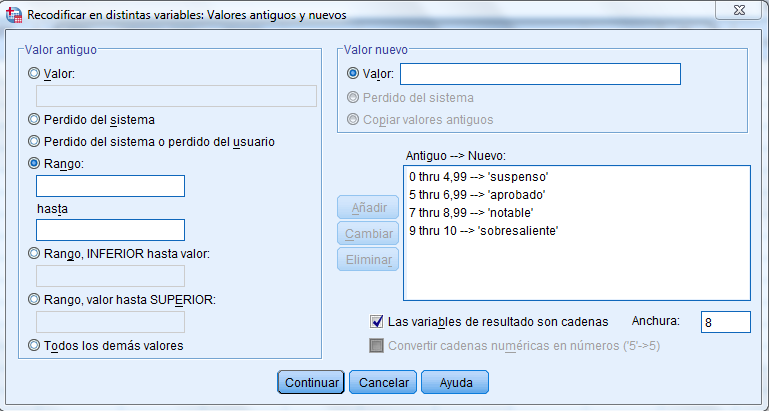 Recodificar en distintas variables: Valores antiguos y nuevos
Valor antiguo
Valor:
Perdido del sistema
Perdido del sistema o perdido del usuario
Rango:
hasta
Rango, INFERIOR hasta valor:
Rango, valor hasta SUPERIOR:
Todos los demás valores
Valor nuevo
Valor:
Perdido del sistema
Copiar valores antiguos
Antiguo --> Nuevo:
Añadir
Cambiar
Eliminar
0 thru 4,99 --> 'suspenso'
5 thru 6,99 --> 'aprobado'
7 thru 8,99 --> 'notable'
9 thru 10 --> 'sobresaliente'
Las variables de resultado son cadenas
Anchura:
8
Convertir cadenas numéricas en números ('5'->5)
Continuar
Cancelar
Ayuda